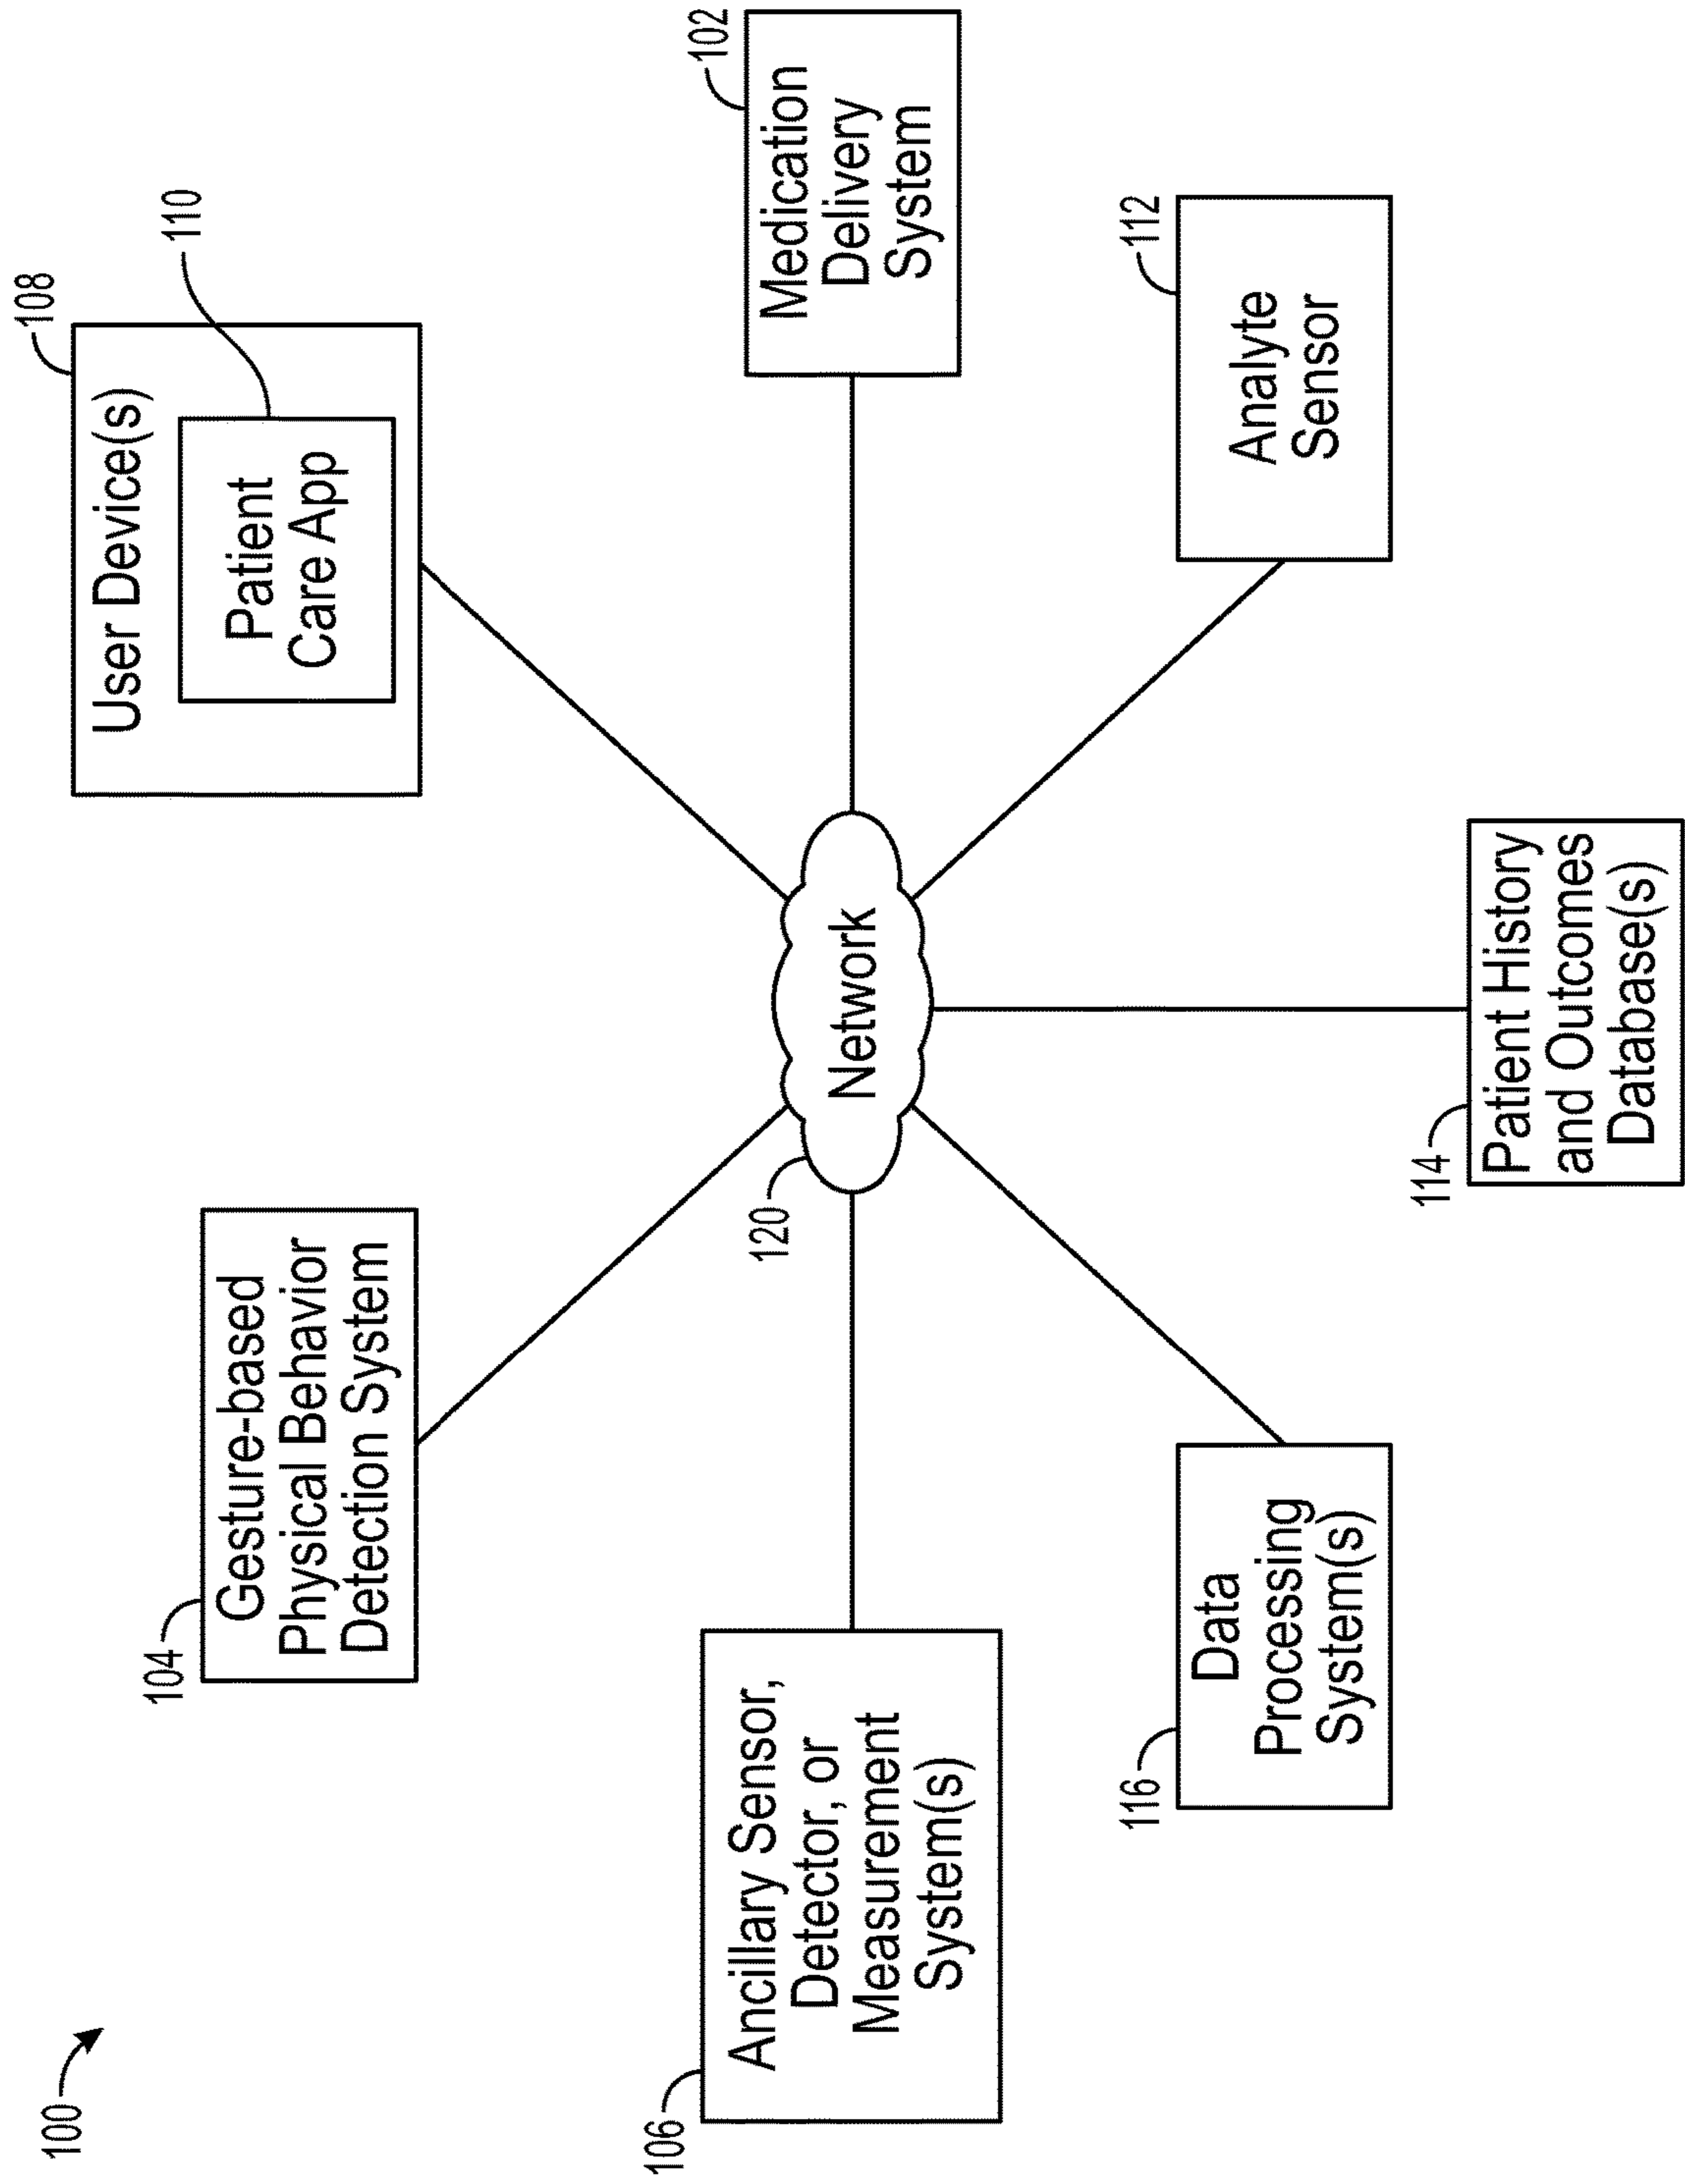 100
104
Gesture-based
Physical Behavior
Detection System
108
User Device(s)
110
Patient
Care App
106
Ancillary Sensor,
Detector, or
Measurement
System(s)
120
Network
102
Medication
Delivery
System
116
Data
Processing
System(s)
112
Analyte
Sensor
114
Patient History
and Outcomes
Database(s)